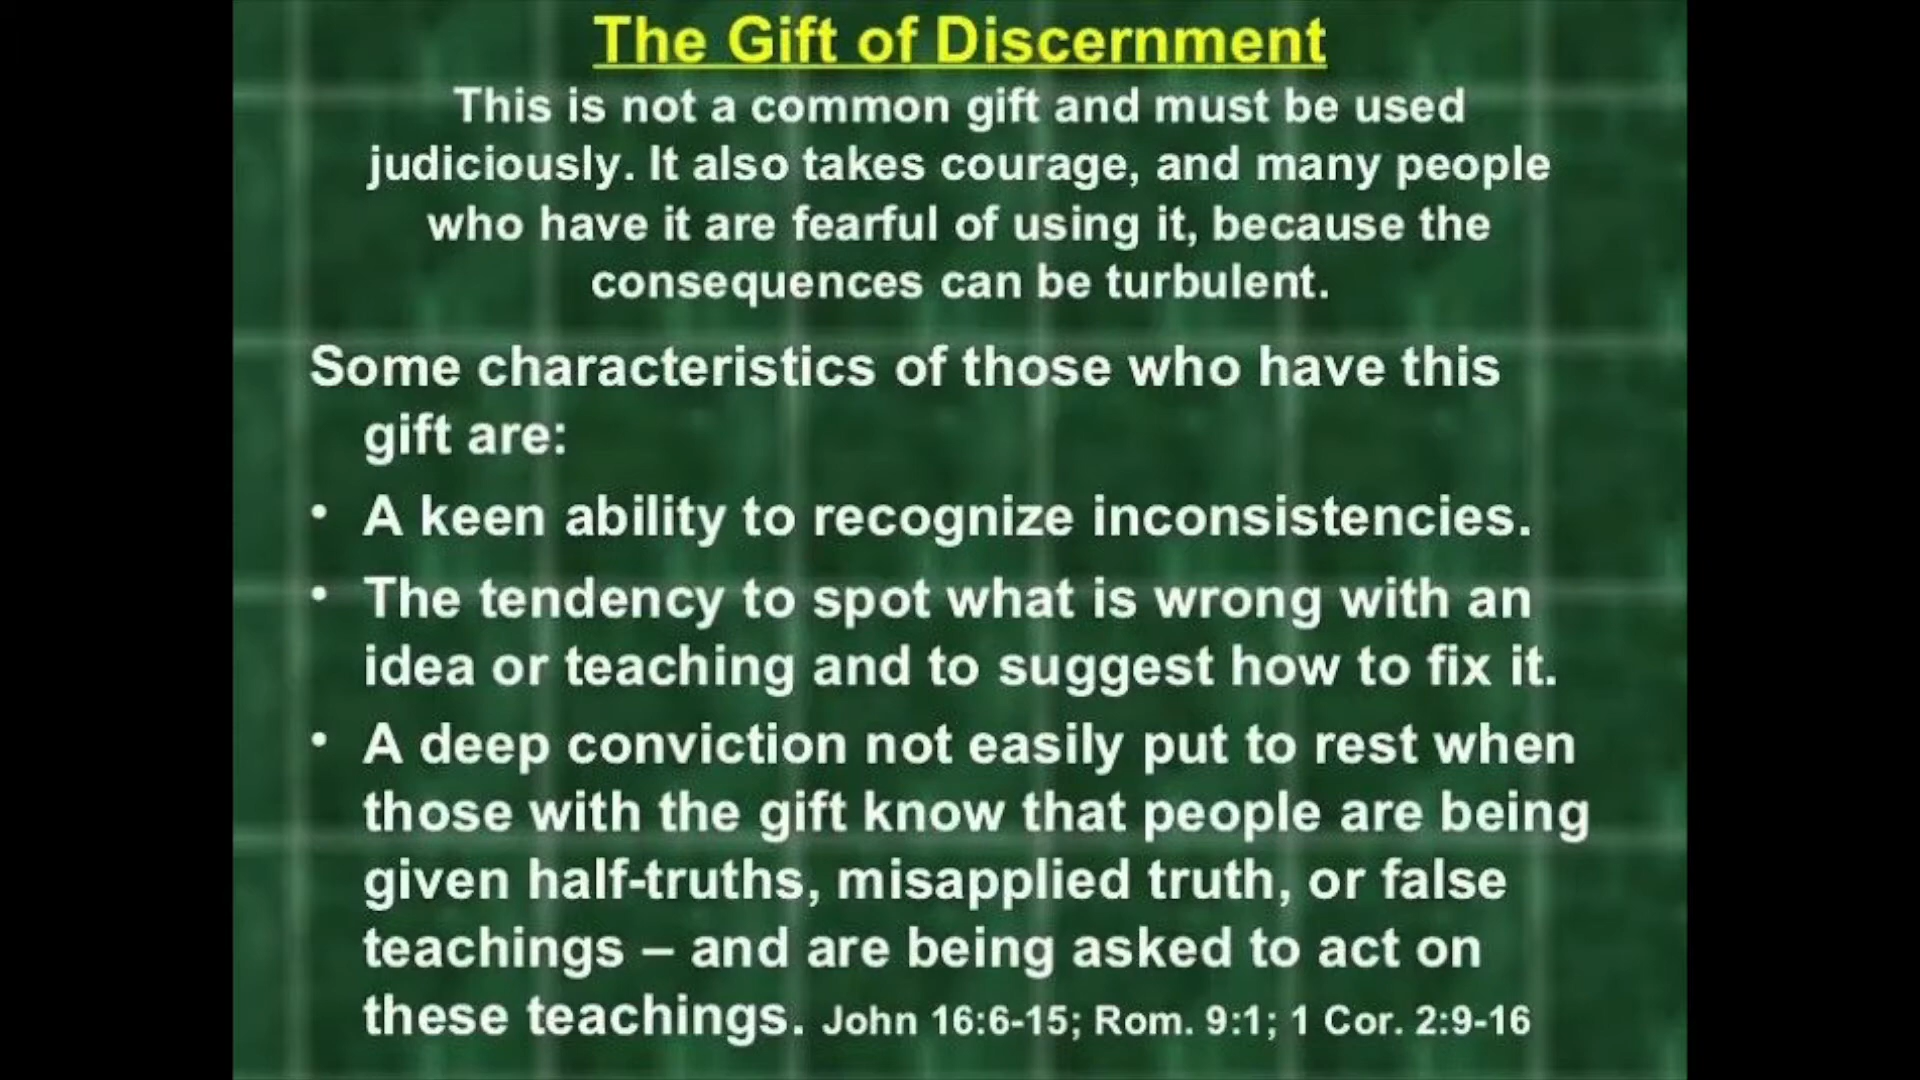 The Gift of Discernment
This is not a common gift and must be used
judiciously. It also takes courage, and many people
who have it are fearful of using it, because the
consequences can be turbulent.
Some characteristics of those who have this
gift are:
• A keen ability to recognize inconsistencies.
• The tendency to spot what is wrong with an
idea or teaching and to suggest how to fix it.
• A deep conviction not easily put to rest when
those with the gift know that people are being
given half-truths, misapplied truth, or false
teachings – and are being asked to act on
these teachings. John 16:6-15; Rom. 9:1; 1 Cor. 2:9-16